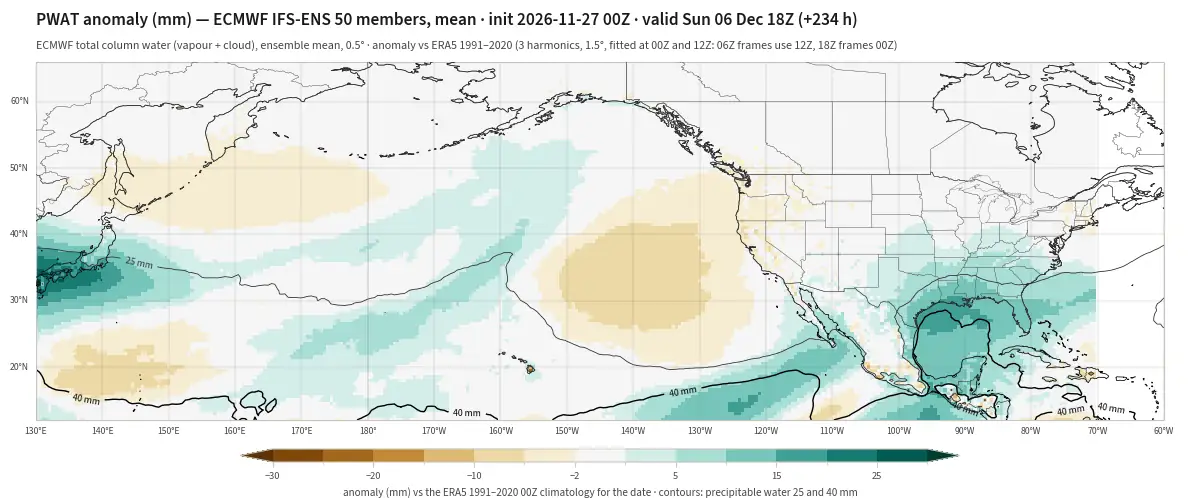 PWAT anomaly (mm) — ECMWF IFS-ENS 50 members, mean · init 2026-11-27 00Z · valid Sun 06 Dec 18Z (+234 h)
ECMWF total column water (vapour + cloud), ensemble mean, 0.5° · anomaly vs ERA5 1991–2020 (3 harmonics, 1.5°, fitted at 00Z and 12Z: 06Z frames use 12Z, 18Z frames 00Z)
60°N
50°N
40°N
25 mm
30°N
20°N
40 mm
40 mm
40 mm
40 mm
40 mm
40 mm
130°E 140°E 150°E 160°E 170°E 180° 170°W 160°W 150°W 140°W 130°W 120°W 110°W 100°W 90°W 80°W 70°W 60°W
−30 −20 −10 −2 5 15 25
anomaly (mm) vs the ERA5 1991–2020 00Z climatology for the date · contours: precipitable water 25 and 40 mm